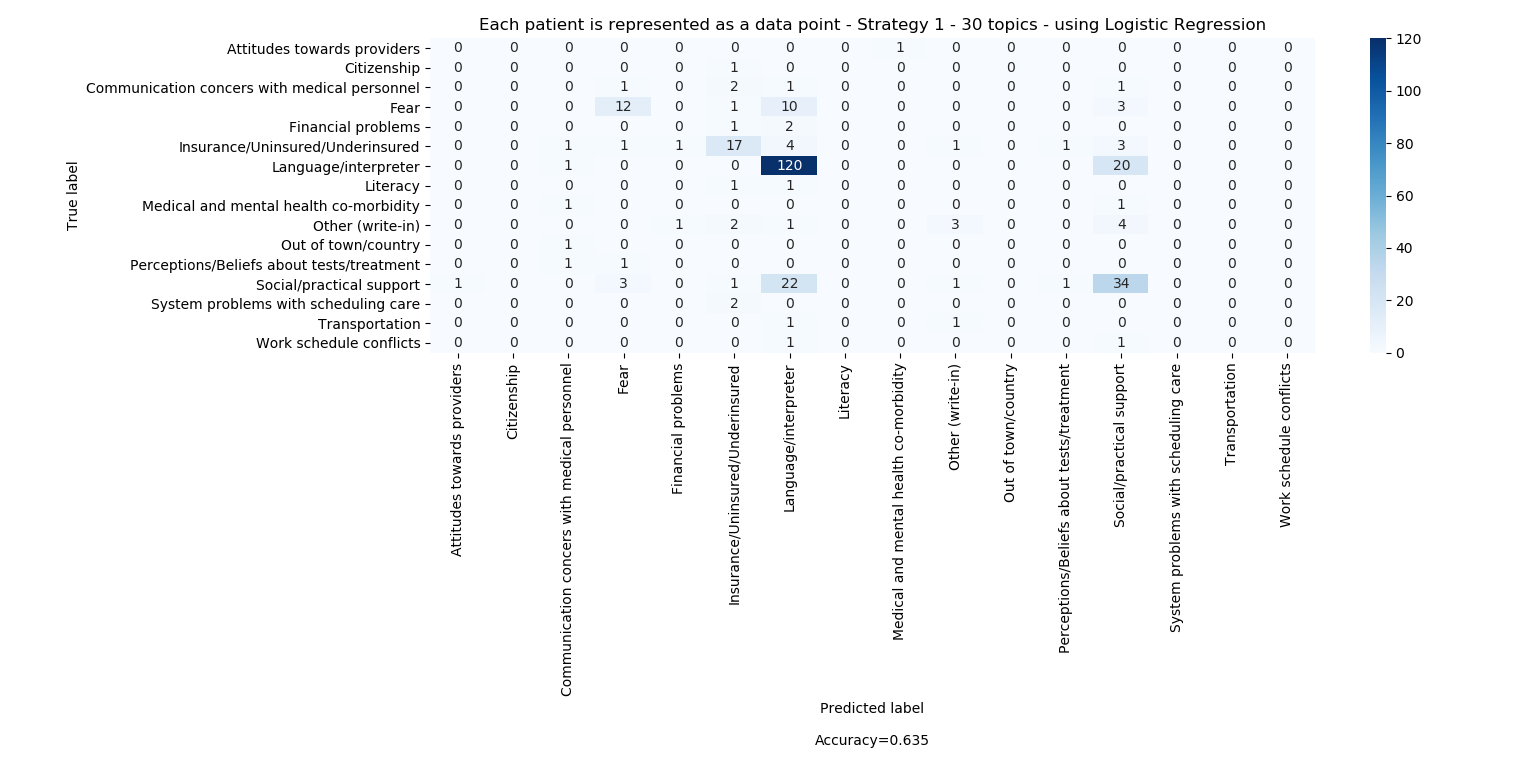 Each patient is represented as a data point - Strategy 1 - 30 topics - using Logistic Regression
Attitudes towards providers 0 0 0 0 0 0 0 0 1 0 0 0 0 0 0 0
Citizenship 0 0 0 0 0 1 0 0 0 0 0 0 0 0 0 0
Communication concers with medical personnel 0 0 0 1 0 2 1 0 0 0 0 0 1 0 0 0
Fear 0 0 0 12 0 1 10 0 0 0 0 0 3 0 0 0
Financial problems 0 0 0 0 0 1 2 0 0 0 0 0 0 0 0 0
Insurance/Uninsured/Underinsured 0 0 1 1 1 17 4 0 0 1 0 1 3 0 0 0
Language/interpreter 0 0 1 0 0 0 120 0 0 0 0 0 20 0 0 0
Literacy 0 0 0 0 0 1 1 0 0 0 0 0 0 0 0 0
Medical and mental health co-morbidity 0 0 1 0 0 0 0 0 0 0 0 0 1 0 0 0
Other (write-in) 0 0 0 0 1 2 1 0 0 3 0 0 4 0 0 0
Out of town/country 0 0 1 0 0 0 0 0 0 0 0 0 0 0 0 0
Perceptions/Beliefs about tests/treatment 0 0 1 1 0 0 0 0 0 0 0 0 0 0 0 0
Social/practical support 1 0 0 3 0 1 22 0 0 1 0 1 34 0 0 0
System problems with scheduling care 0 0 0 0 0 2 0 0 0 0 0 0 0 0 0 0
Transportation 0 0 0 0 0 0 1 0 0 1 0 0 0 0 0 0
Work schedule conflicts 0 0 0 0 0 0 1 0 0 0 0 0 1 0 0 0
True label
Attitudes towards providers
Citizenship
Communication concers with medical personnel
Fear
Financial problems
Insurance/Uninsured/Underinsured
Language/interpreter
Literacy
Medical and mental health co-morbidity
Other (write-in)
Out of town/country
Perceptions/Beliefs about tests/treatment
Social/practical support
System problems with scheduling care
Transportation
Work schedule conflicts
Predicted label
Accuracy=0.635
120
100
80
60
40
20
0